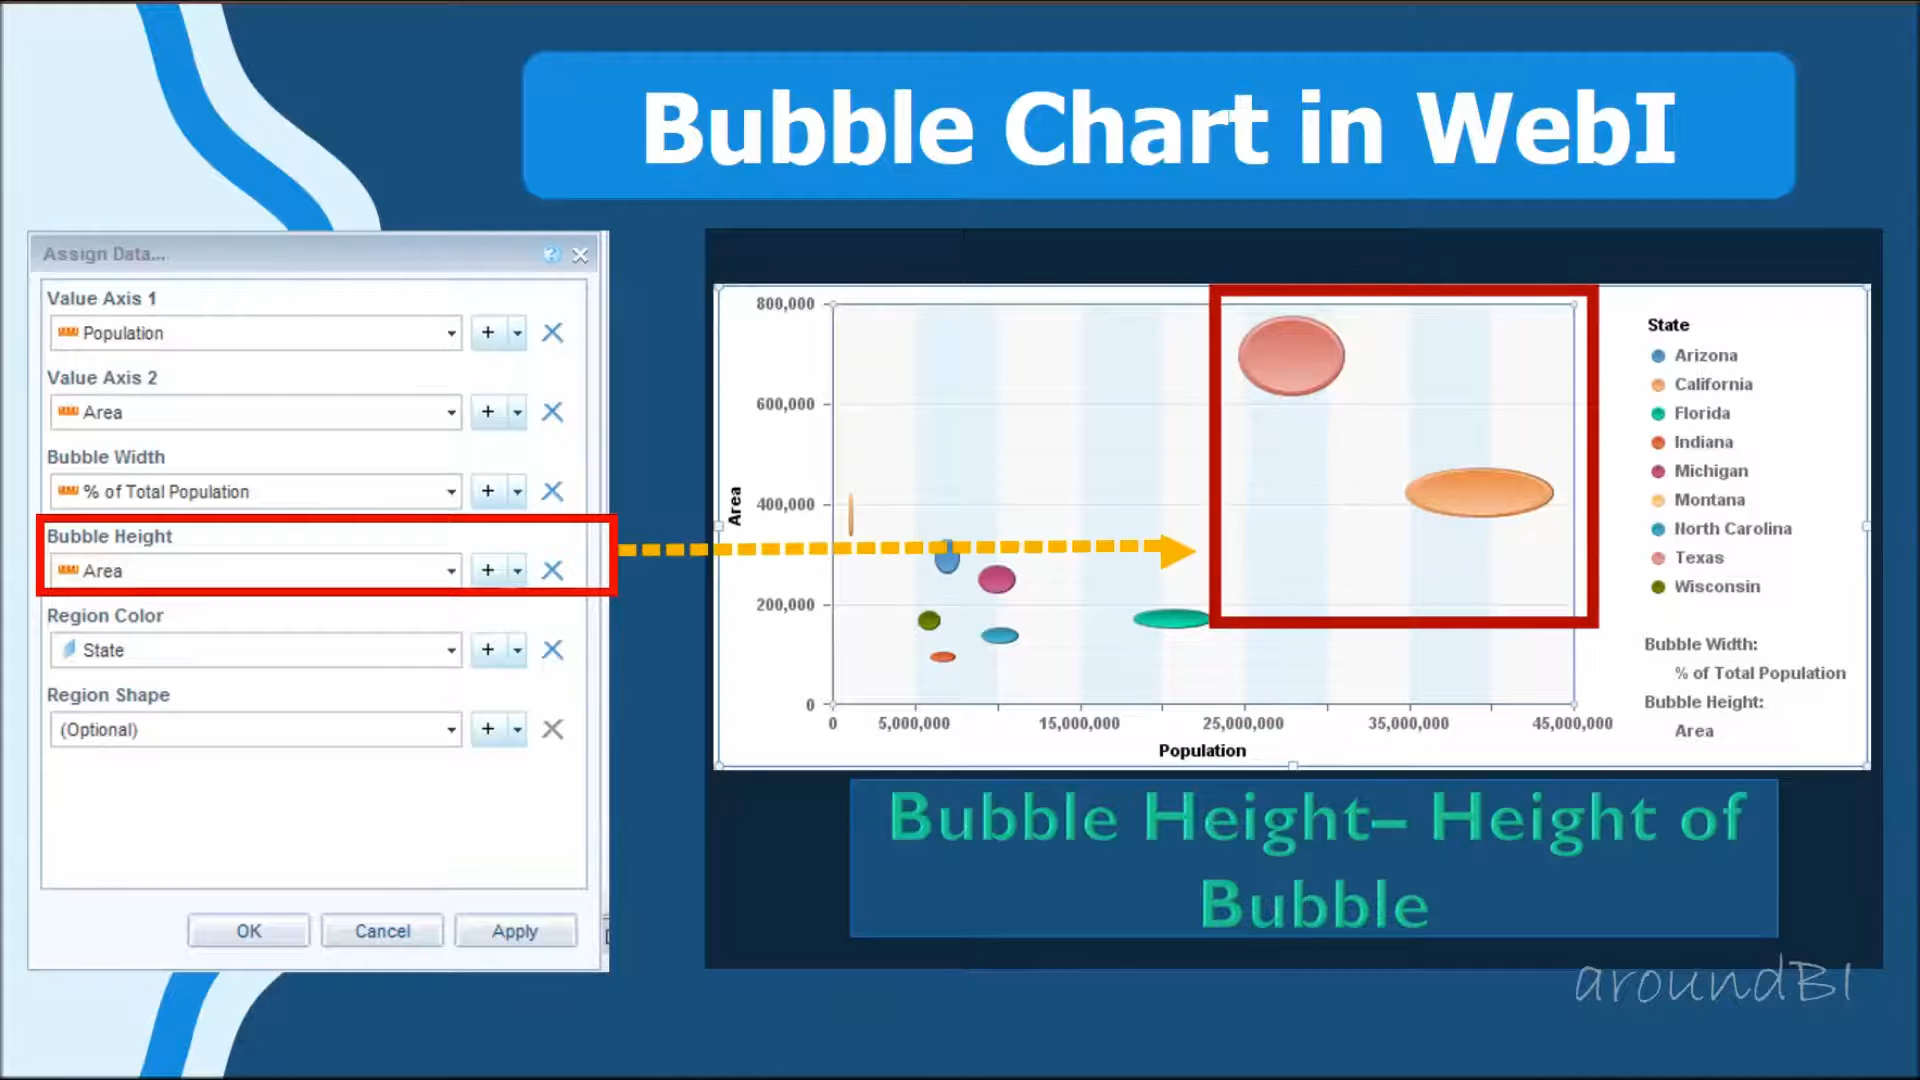 Bubble Chart in WebI
Assign Data...
Value Axis 1
Population
Value Axis 2
Area
Bubble Width
% of Total Population
Bubble Height
Area
Region Color
State
Region Shape
(Optional)
OK
Cancel
Apply
800,000
600,000
400,000
200,000
0
Area
0
5,000,000
15,000,000
25,000,000
35,000,000
45,000,000
Population
State
Arizona
California
Florida
Indiana
Michigan
Montana
North Carolina
Texas
Wisconsin
Bubble Width:
% of Total Population
Bubble Height:
Area
Bubble Height– Height of
Bubble
aroundBI